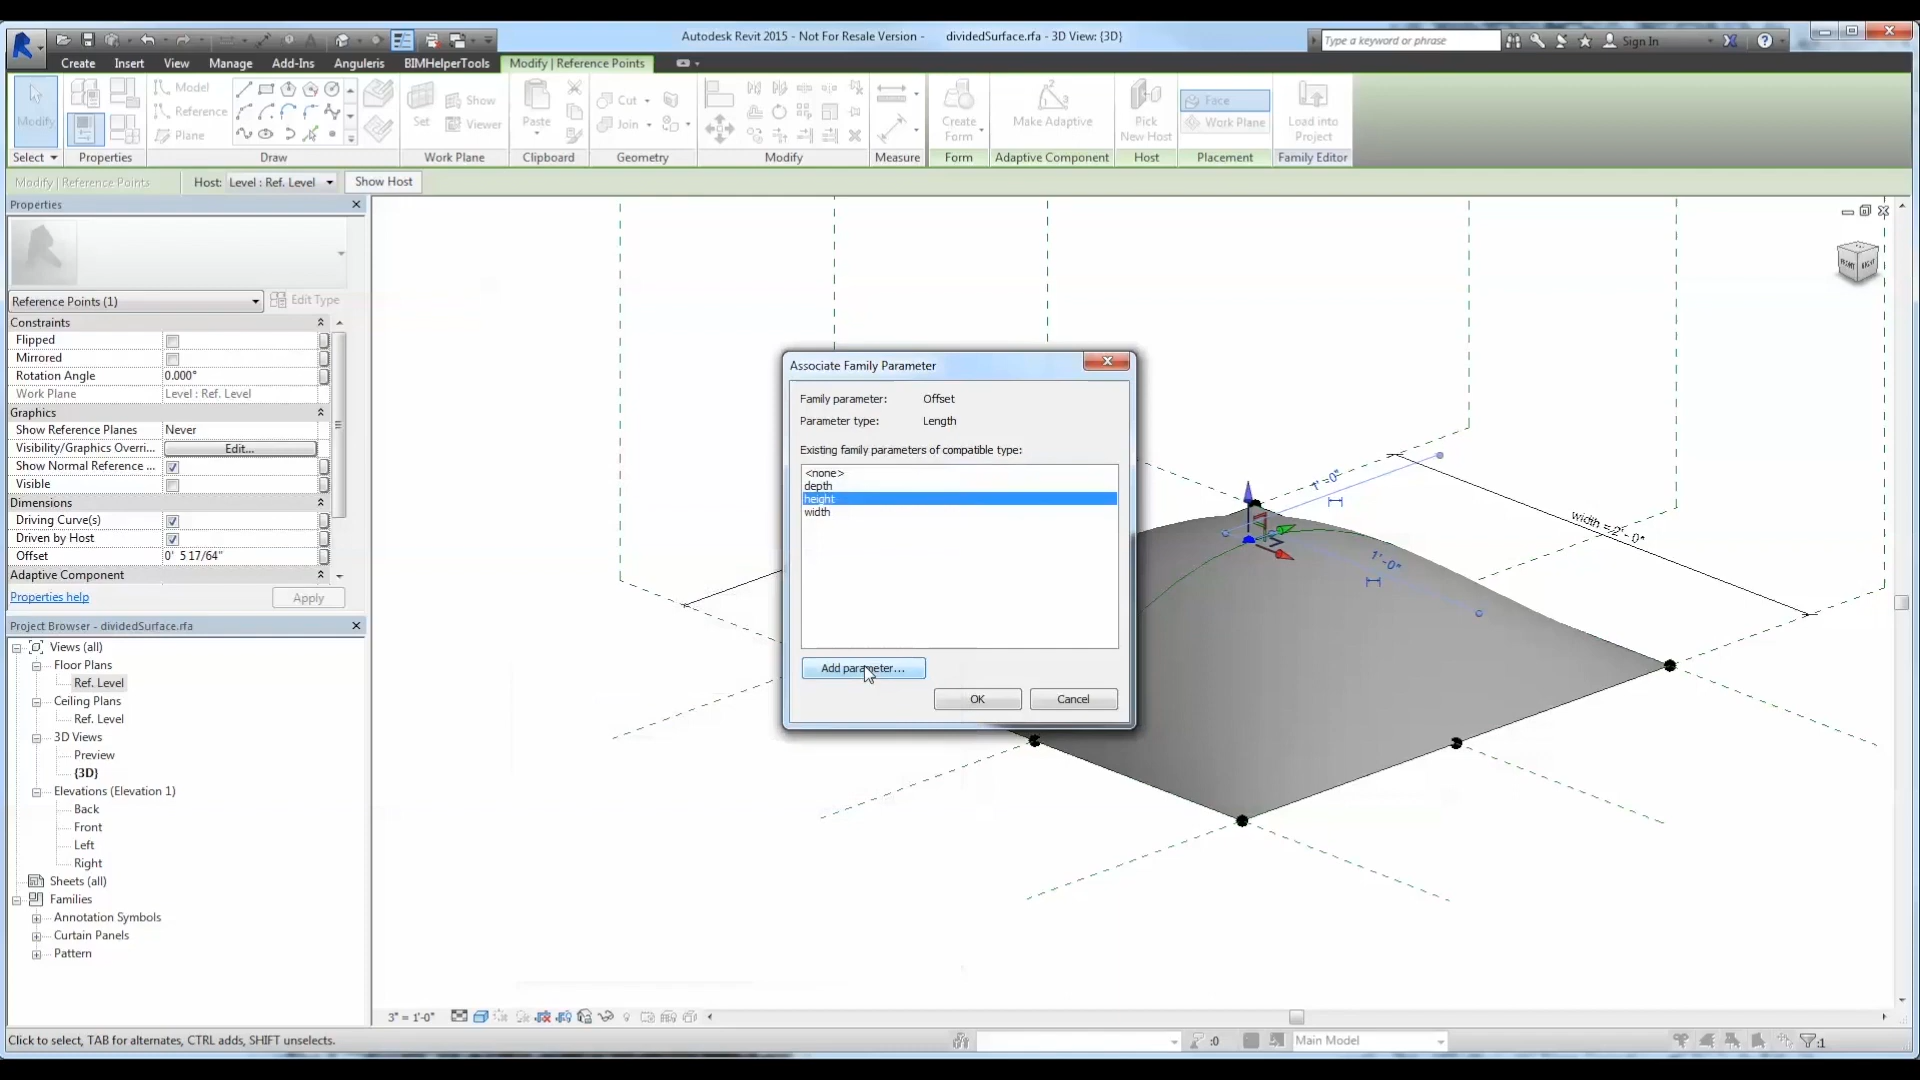 Autodesk Revit 2015 - Not For Resale Version - dividedSurface.rfa - 3D View: {3D}
Type a keyword or phrase
Sign In
Create Insert View Manage Add-Ins Anguleris BIMHelperTools Modify | Reference Points
Modify
Model
Reference
Plane
Set
Show
Viewer
Paste
Cut
Join
Create Form
Make Adaptive
Pick New Host
Face
Work Plane
Load into Project
Select Properties Draw Work Plane Clipboard Geometry Modify Measure Form Adaptive Component Host Placement Family Editor
Modify | Reference Points Host: Level : Ref. Level Show Host
Properties
Reference Points (1) Edit Type
Constraints
Flipped
Mirrored
Rotation Angle 0.000°
Work Plane Level : Ref. Level
Graphics
Show Reference Planes Never
Visibility/Graphics Overri... Edit...
Show Normal Reference ...
Visible
Dimensions
Driving Curve(s)
Driven by Host
Offset 0' 5 17/64"
Adaptive Component
Properties help Apply
Project Browser - dividedSurface.rfa
Views (all)
Floor Plans
Ref. Level
Ceiling Plans
Ref. Level
3D Views
Preview
{3D}
Elevations (Elevation 1)
Back
Front
Left
Right
Sheets (all)
Families
Annotation Symbols
Curtain Panels
Pattern
Associate Family Parameter
Family parameter: Offset
Parameter type: Length
Existing family parameters of compatible type:
<none>
depth
height
width
Add parameter...
OK Cancel
1' - 0"
width = 2' - 0"
1' - 0"
FRONT RIGHT
3" = 1'-0"
Click to select, TAB for alternates, CTRL adds, SHIFT unselects.
:0
Main Model
:1